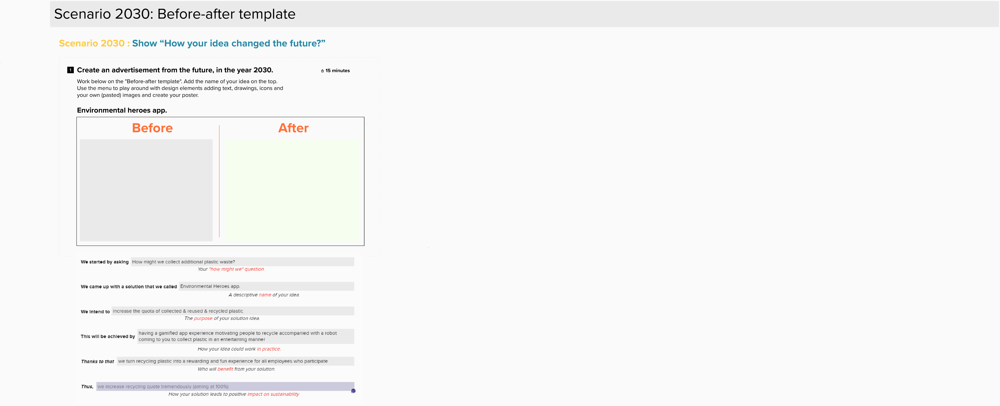 Scenario 2030: Before-after template
Scenario 2030 : Show “How your idea changed the future?”
1 Create an advertisement from the future, in the year 2030.
15 minutes
Work below on the "Before-after template". Add the name of your idea on the top.
Use the menu to play around with design elements adding text, drawings, icons and
your own (pasted) images and create your poster.
Environmental heroes app.
Before
After
We started by asking How might we collect additional plastic waste?
Your "how might we" question.
We came up with a solution that we called Environmental Heroes app.
A descriptive name of your idea.
We intend to increase the quota of collected & reused & recycled plastic
The purpose of your solution idea.
This will be achieved by having a gamified app experience motivating people to recycle accompanied with a robot
coming to you to collect plastic in an entertaining manner
How your idea could work in practice.
Thanks to that we turn recycling plastic into a rewarding and fun experience for all employees who participate
Who will benefit from your solution.
Thus, we increase recycling quote tremendously (aiming at 100%)
How your solution leads to positive impact on sustainability